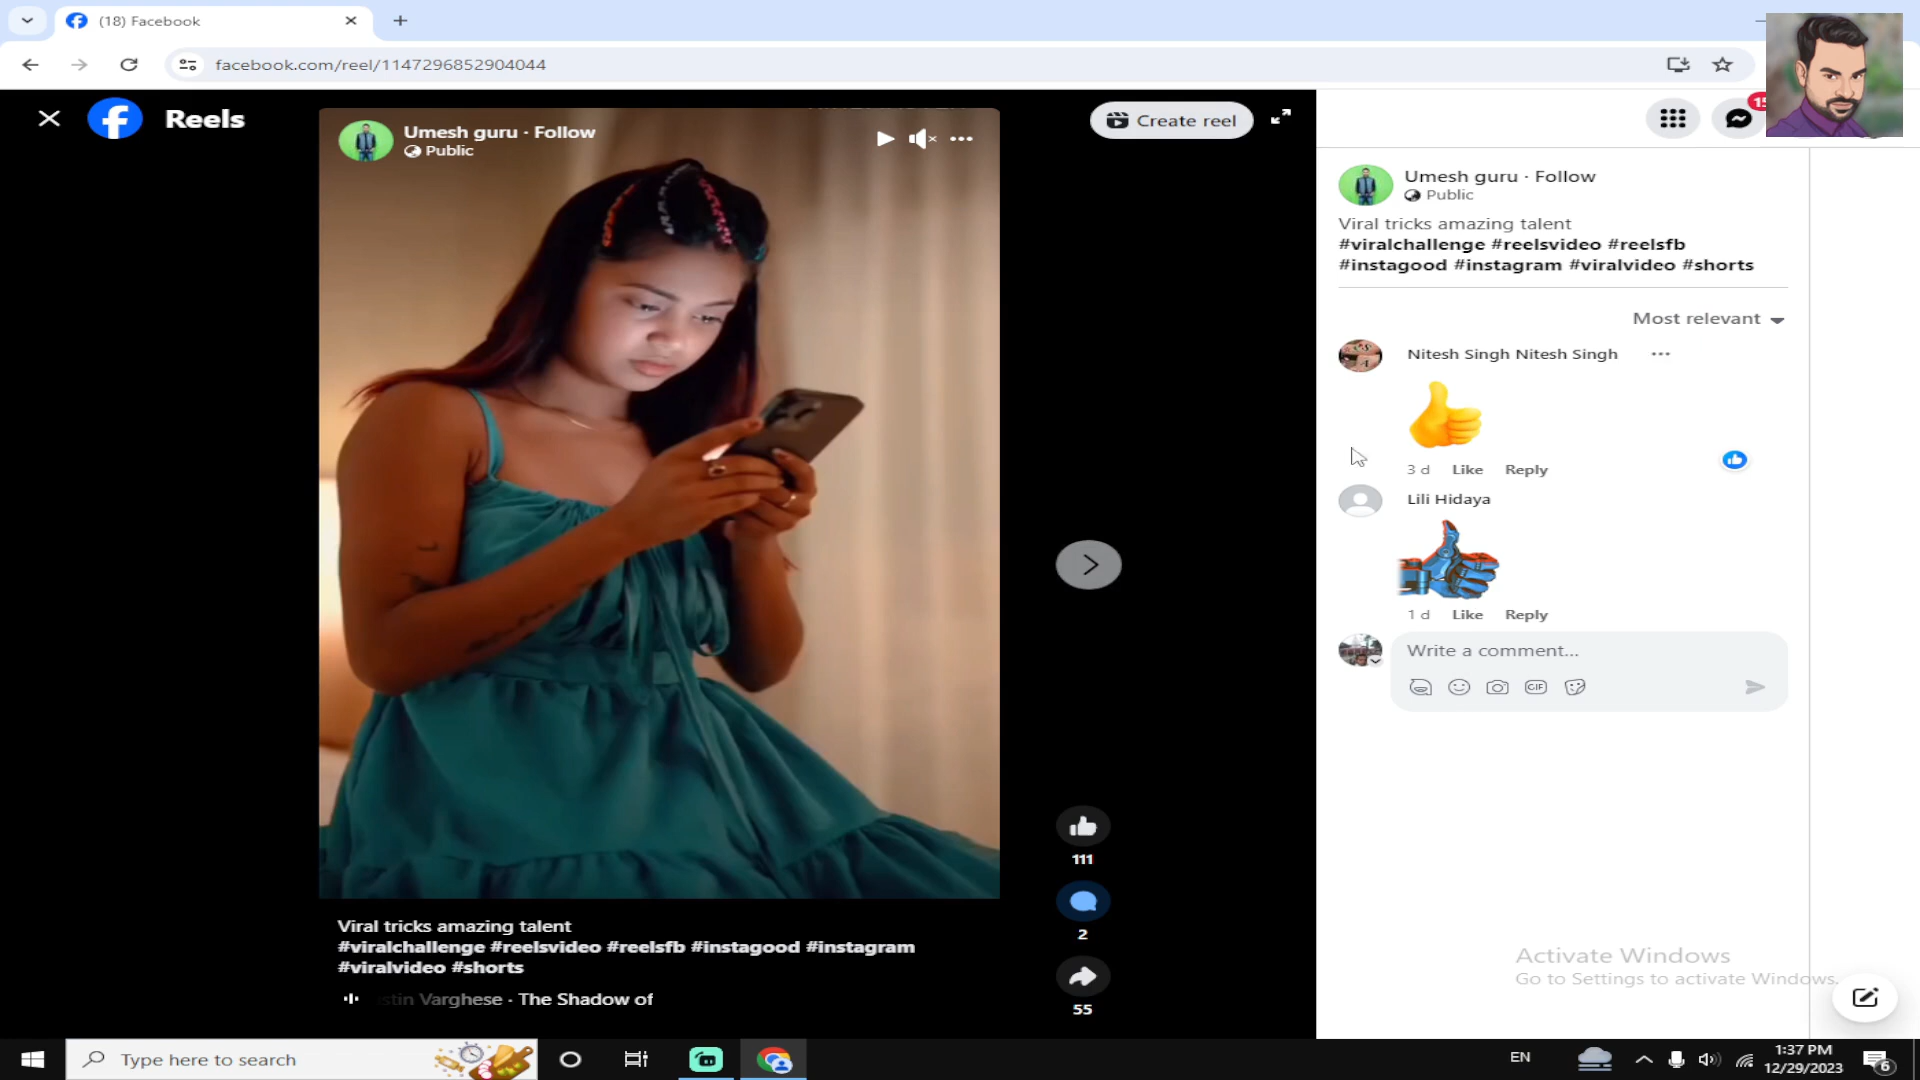 (18) Facebook
facebook.com/reel/1147296852904044
Reels
Create reel
Umesh guru · Follow
Public
Viral tricks amazing talent
#viralchallenge #reelsvideo #reelsfb #instagood #instagram
#viralvideo #shorts
stin Varghese · The Shadow of
111
2
55
15
Umesh guru · Follow
Public
Viral tricks amazing talent
#viralchallenge #reelsvideo #reelsfb
#instagood #instagram #viralvideo #shorts
Most relevant
Nitesh Singh Nitesh Singh
3 d Like Reply
Lili Hidaya
1 d Like Reply
Write a comment...
GIF
Activate Windows
Go to Settings to activate Windows.
Type here to search
EN
1:37 PM
12/29/2023
6